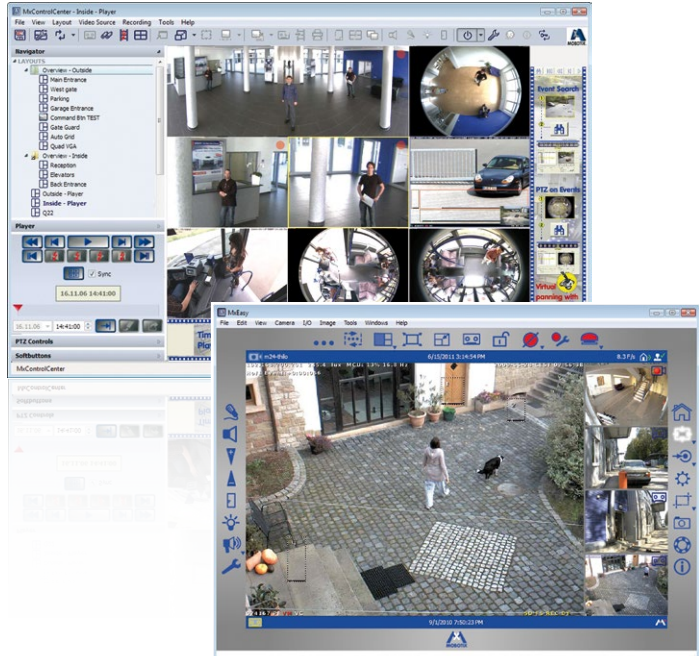 MxControlCenter - Inside - Player
File View Layout Video Source Recording Tools Help
MOBOTIX
Navigator
LAYOUTS
Overview - Outside
Main Entrance
West gate
Parking
Garage Entrance
Command Btn TEST
Gate Guard
Auto Grid
Quad VGA
Overview - Inside
Reception
Elevators
Back Entrance
Outside - Player
Inside - Player
Q22
Player
Sync
16.11.06 14:41:00
16.11.06 14:41:00
PTZ Controls
Softbuttons
MxControlCenter
Event Search
PTZ on Events
Virtual
panning with
MxEasy
File Edit View Camera I/O Image Tools Windows Help
m24-thlo 6/15/2011 3:14:54 PM 8.3 F/s
9/1/2010 7:50:23 PM
MOBOTIX